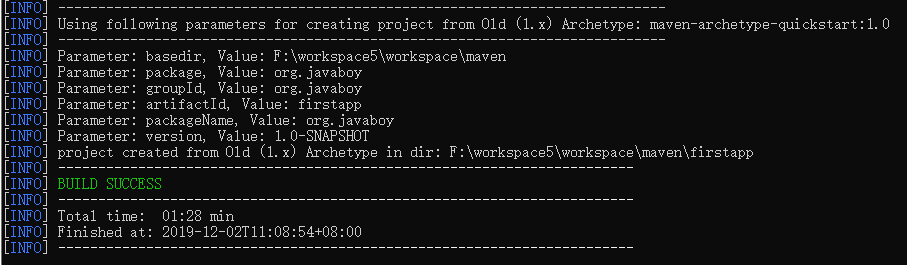 [INFO] ----------------------------------------------------------------------------
[INFO] Using following parameters for creating project from Old (1.x) Archetype: maven-archetype-quickstart:1.0
[INFO] ----------------------------------------------------------------------------
[INFO] Parameter: basedir, Value: F:\workspace5\workspace\maven
[INFO] Parameter: package, Value: org.javaboy
[INFO] Parameter: groupId, Value: org.javaboy
[INFO] Parameter: artifactId, Value: firstapp
[INFO] Parameter: packageName, Value: org.javaboy
[INFO] Parameter: version, Value: 1.0-SNAPSHOT
[INFO] project created from Old (1.x) Archetype in dir: F:\workspace5\workspace\maven\firstapp
[INFO] ------------------------------------------------------------------------
[INFO] BUILD SUCCESS
[INFO] ------------------------------------------------------------------------
[INFO] Total time:  01:28 min
[INFO] Finished at: 2019-12-02T11:08:54+08:00
[INFO] ------------------------------------------------------------------------